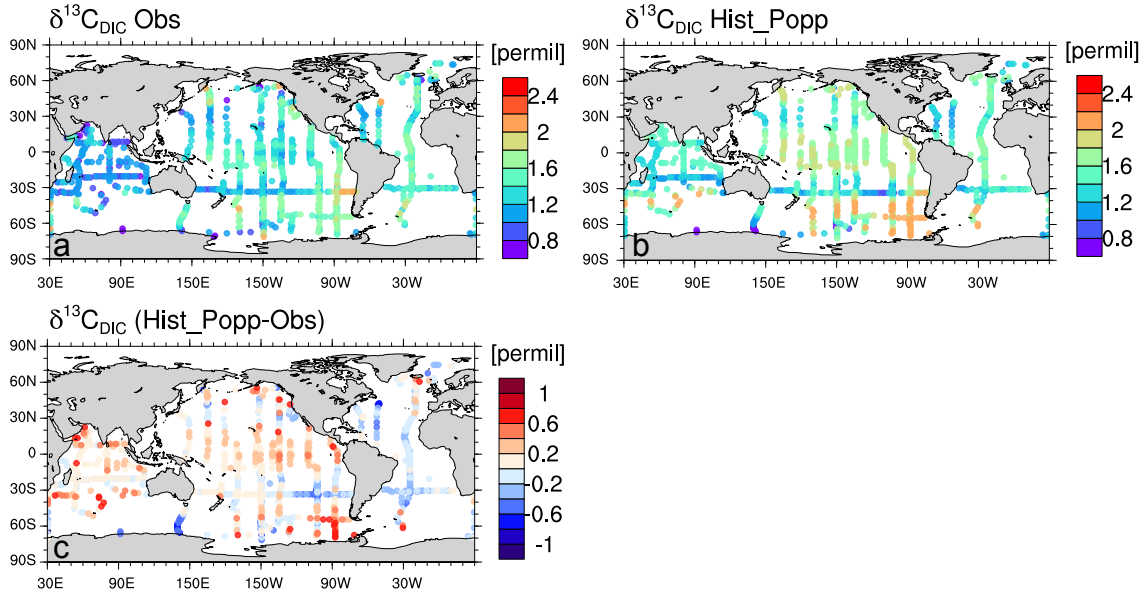 δ¹³C_DIC Obs
[permil]
90N
60N
30N
0
30S
60S
90S
30E 90E 150E 150W 90W 30W
2.4
2
1.6
1.2
0.8
a
δ¹³C_DIC Hist_Popp
[permil]
90N
60N
30N
0
30S
60S
90S
30E 90E 150E 150W 90W 30W
2.4
2
1.6
1.2
0.8
b
δ¹³C_DIC (Hist_Popp-Obs)
[permil]
90N
60N
30N
0
30S
60S
90S
30E 90E 150E 150W 90W 30W
1
0.6
0.2
-0.2
-0.6
-1
c